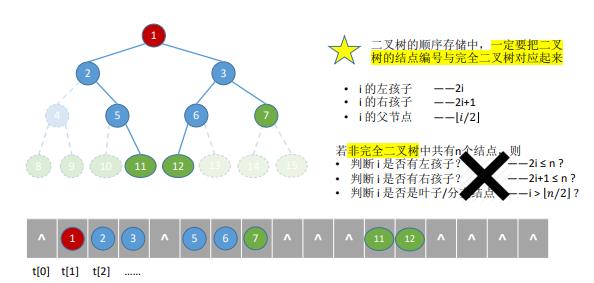 1
二叉树的顺序存储中，一定要把二叉
树的结点编号与完全二叉树对应起来
2
3
• i 的左孩子 ——2i
• i 的右孩子 ——2i+1
• i 的父节点 ——⌊i/2⌋
4
5
6
7
若非完全二叉树中共有n个结点，则
8
9
10
11
12
13
14
15
• 判断 i 是否有左孩子？ ——2i ≤ n ?
• 判断 i 是否有右孩子？ ——2i+1 ≤ n ?
• 判断 i 是否是叶子/分支结点 ——i > ⌊n/2⌋ ?
^ 1 2 3 ^ 5 6 7 ^ ^ ^ 11 12 ^ ^ ^
t[0] t[1] t[2] ……